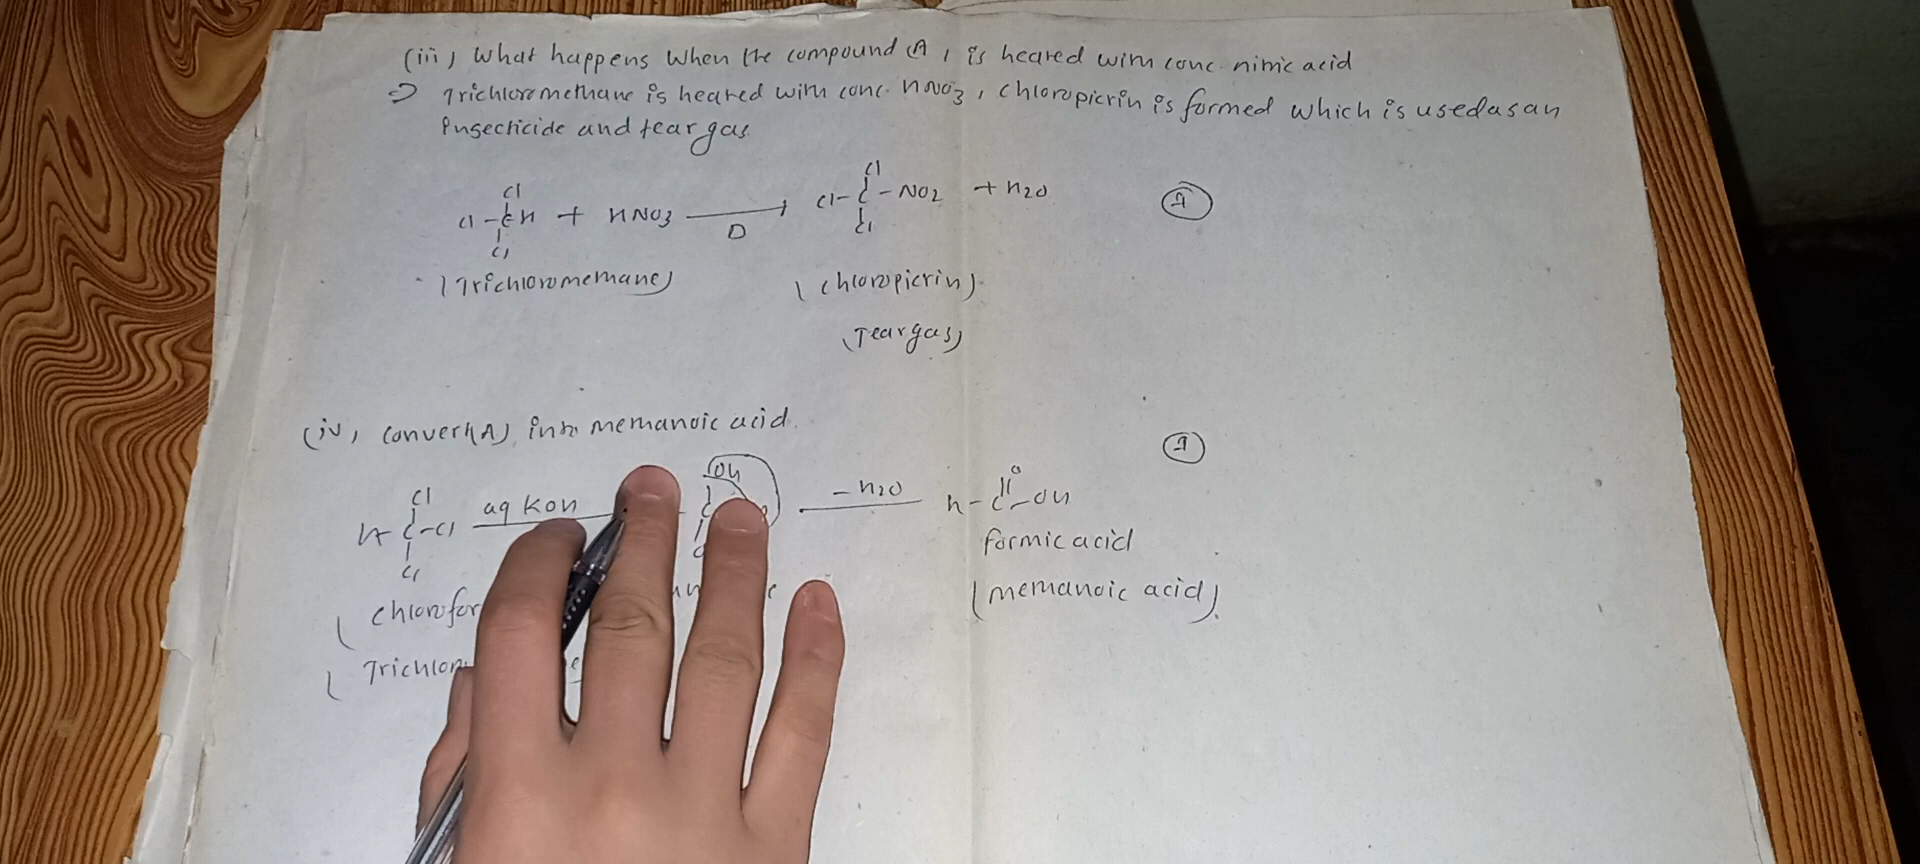 (iii) What happens when the compound (A) is heated with conc. nitric acid
=> Trichloromethane is heated with conc. HNO3, chloropicrin is formed which is used as an
insecticide and tear gas.
Cl Cl
Cl-C-H + HNO3 → Cl-C-NO2 + H2O (1)
Cl Δ Cl
(Trichloromethane) (chloropicrin)
(Tear gas)
(iv) convert (A) into methanoic acid. (1)
Cl OH O
H-C-Cl aq KOH -H2O H-C-OH
Cl formic acid
(methanoic acid).